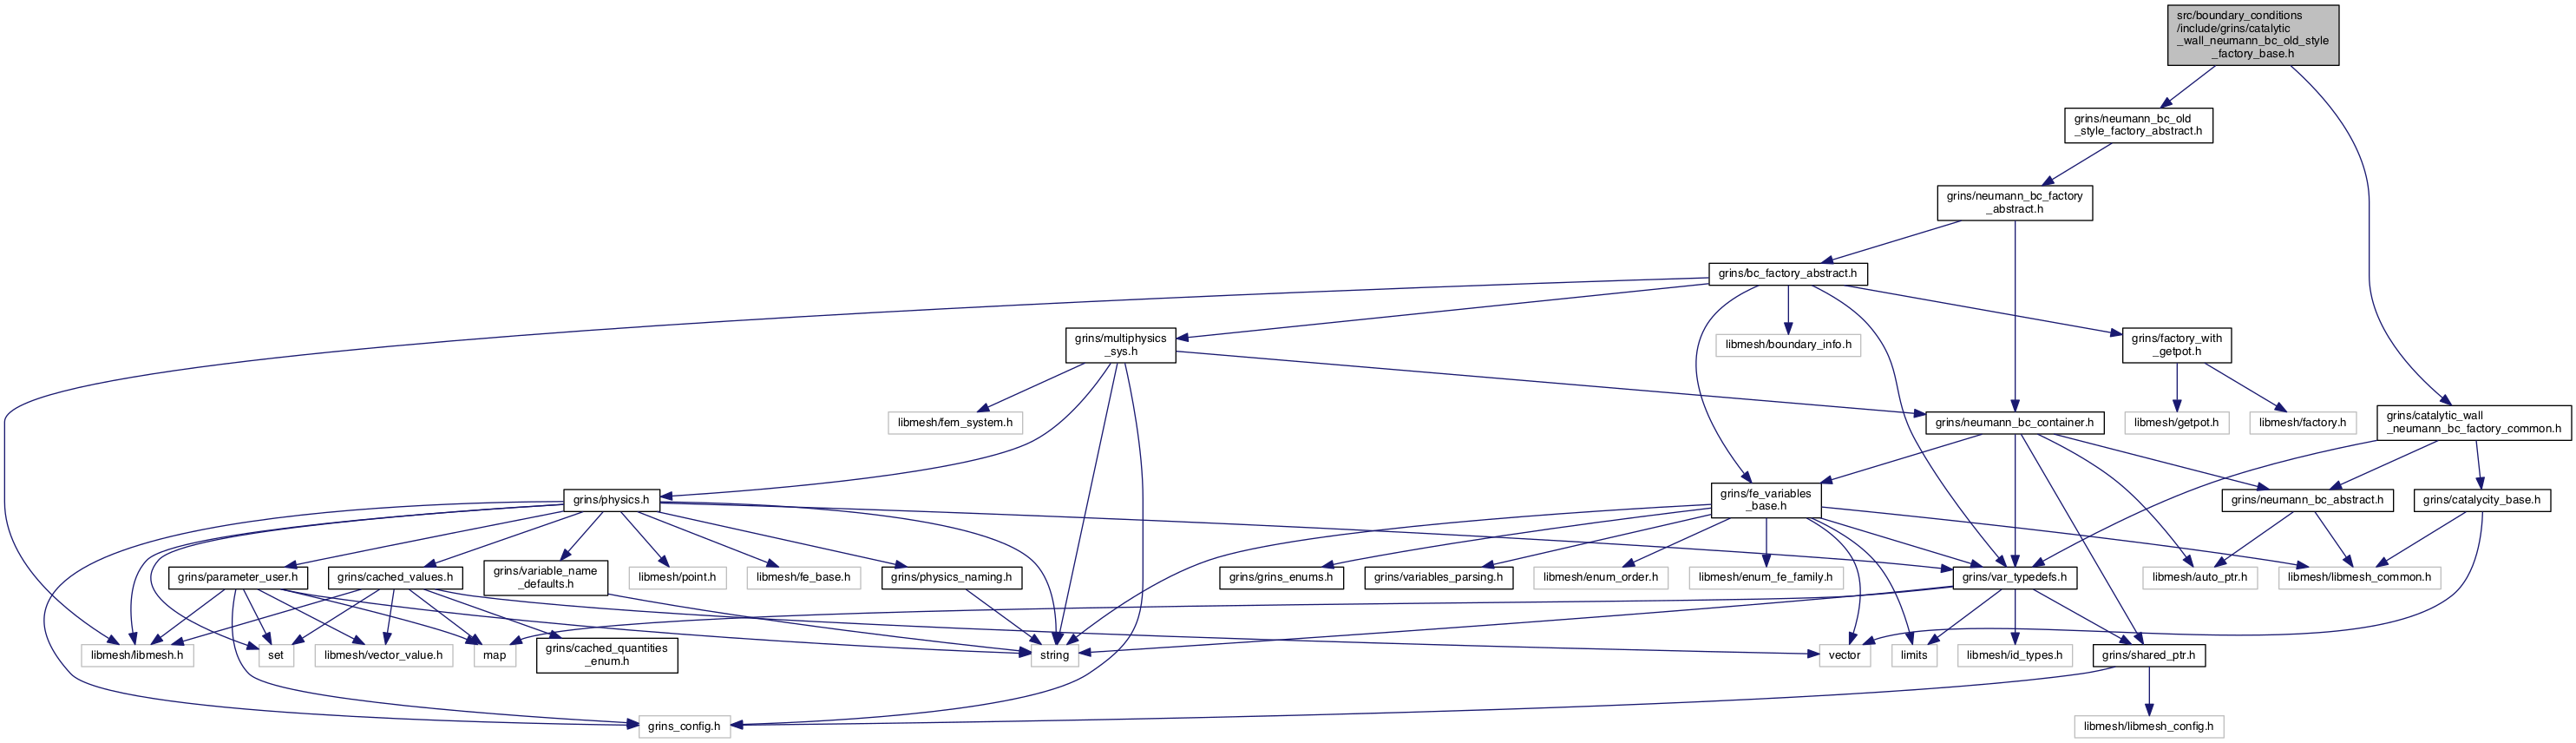 src/boundary_conditions
/include/grins/catalytic
_wall_neumann_bc_old_style
_factory_base.h
grins/neumann_bc_old
_style_factory_abstract.h
grins/neumann_bc_factory
_abstract.h
grins/bc_factory_abstract.h
grins/multiphysics
_sys.h
libmesh/boundary_info.h
grins/factory_with
_getpot.h
libmesh/fem_system.h
grins/neumann_bc_container.h
libmesh/getpot.h
libmesh/factory.h
grins/catalytic_wall
_neumann_bc_factory_common.h
grins/physics.h
grins/fe_variables
_base.h
grins/neumann_bc_abstract.h
grins/catalycity_base.h
grins/parameter_user.h
grins/cached_values.h
grins/variable_name
_defaults.h
libmesh/point.h
libmesh/fe_base.h
grins/physics_naming.h
grins/grins_enums.h
grins/variables_parsing.h
libmesh/enum_order.h
libmesh/enum_fe_family.h
grins/var_typedefs.h
libmesh/auto_ptr.h
libmesh/libmesh_common.h
libmesh/libmesh.h
set
libmesh/vector_value.h
map
grins/cached_quantities
_enum.h
string
vector
limits
libmesh/id_types.h
grins/shared_ptr.h
grins_config.h
libmesh/libmesh_config.h